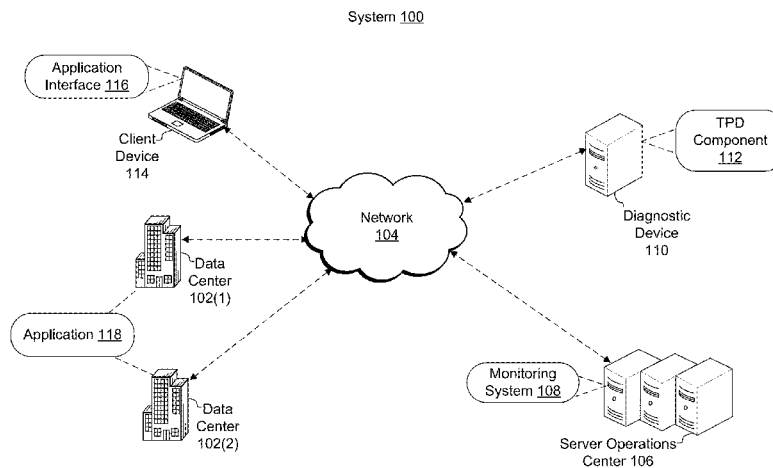 System 100
Application
Interface 116
Client
Device
114
TPD
Component
112
Diagnostic
Device
110
Network
104
Data
Center
102(1)
Application 118
Data
Center
102(2)
Monitoring
System 108
Server Operations
Center 106